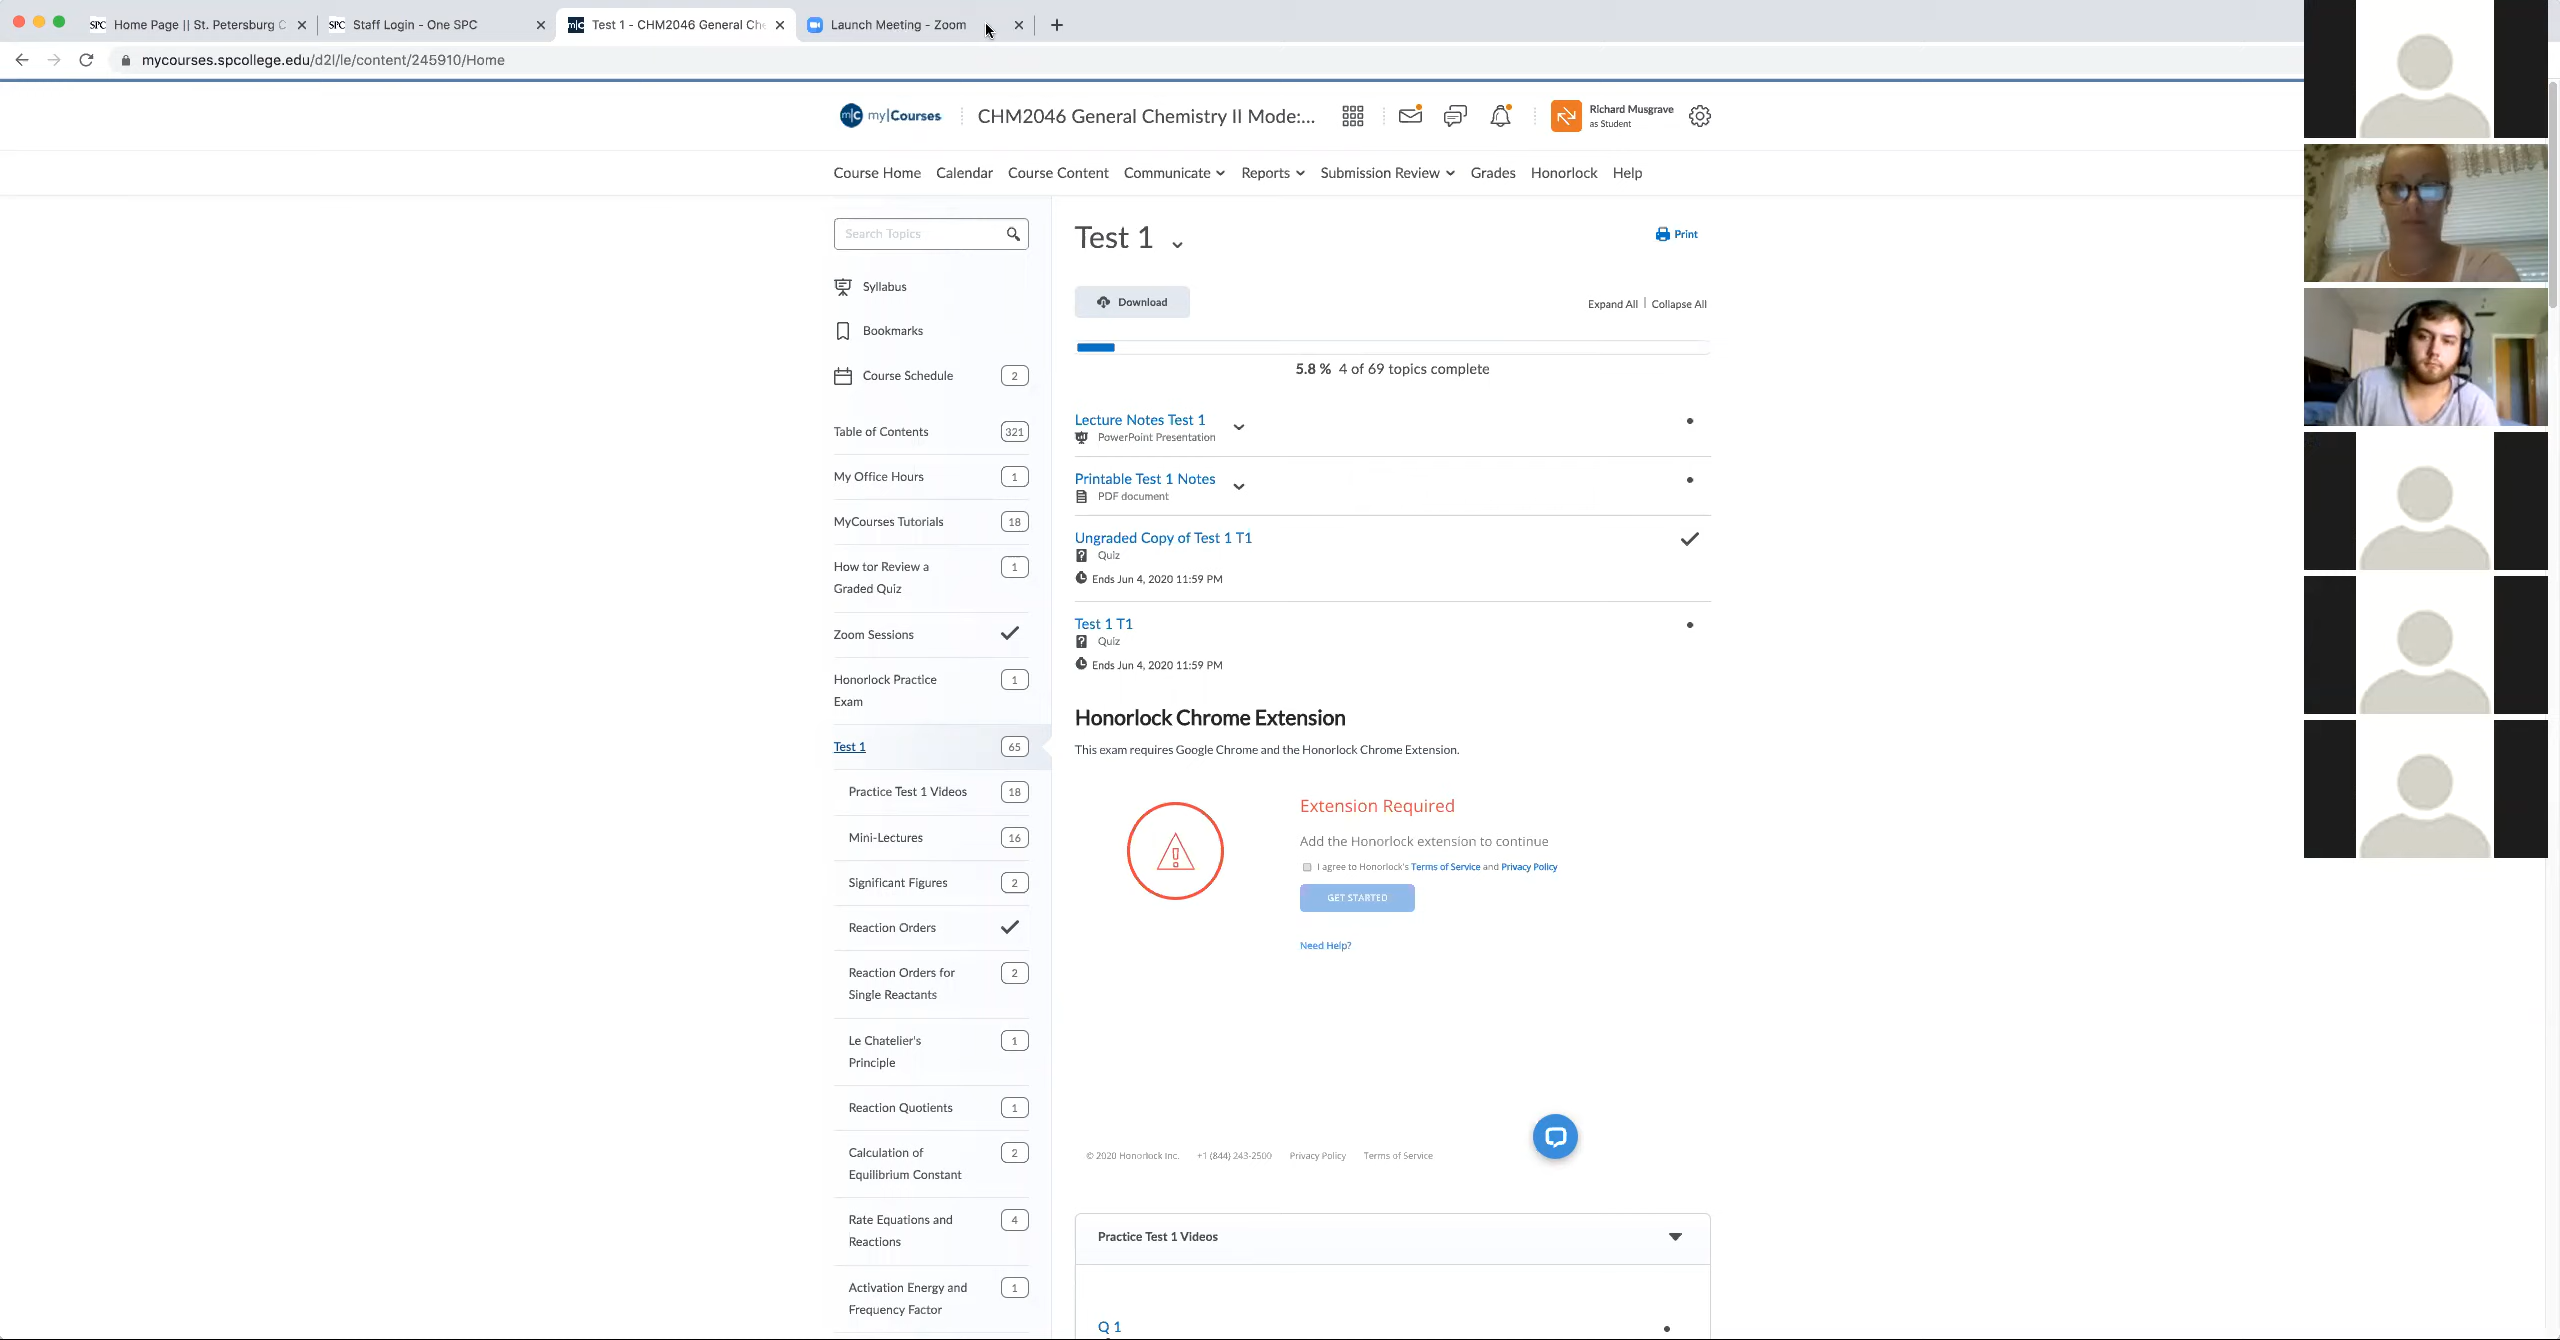 Home Page || St. Petersburg C
Staff Login - One SPC
Test 1 - CHM2046 General Che
Launch Meeting - Zoom
mycourses.spcollege.edu/d2l/le/content/245910/Home
my|Courses
CHM2046 General Chemistry II Mode:...
Richard Musgrave
as Student
Course Home
Calendar
Course Content
Communicate
Reports
Submission Review
Grades
Honorlock
Help
Search Topics
Syllabus
Bookmarks
Course Schedule 2
Table of Contents 321
My Office Hours 1
MyCourses Tutorials 18
How tor Review a 1
Graded Quiz
Zoom Sessions
Honorlock Practice 1
Exam
Test 1 65
Practice Test 1 Videos 18
Mini-Lectures 16
Significant Figures 2
Reaction Orders
Reaction Orders for 2
Single Reactants
Le Chatelier's 1
Principle
Reaction Quotients 1
Calculation of 2
Equilibrium Constant
Rate Equations and 4
Reactions
Activation Energy and 1
Frequency Factor
Test 1
Print
Download
Expand All | Collapse All
5.8 % 4 of 69 topics complete
Lecture Notes Test 1
PowerPoint Presentation
Printable Test 1 Notes
PDF document
Ungraded Copy of Test 1 T1
Quiz
Ends Jun 4, 2020 11:59 PM
Test 1 T1
Quiz
Ends Jun 4, 2020 11:59 PM
Honorlock Chrome Extension
This exam requires Google Chrome and the Honorlock Chrome Extension.
Extension Required
Add the Honorlock extension to continue
I agree to Honorlock's Terms of Service and Privacy Policy
GET STARTED
Need Help?
© 2020 Honorlock Inc. +1 (844) 243-2500 Privacy Policy Terms of Service
Practice Test 1 Videos
Q 1